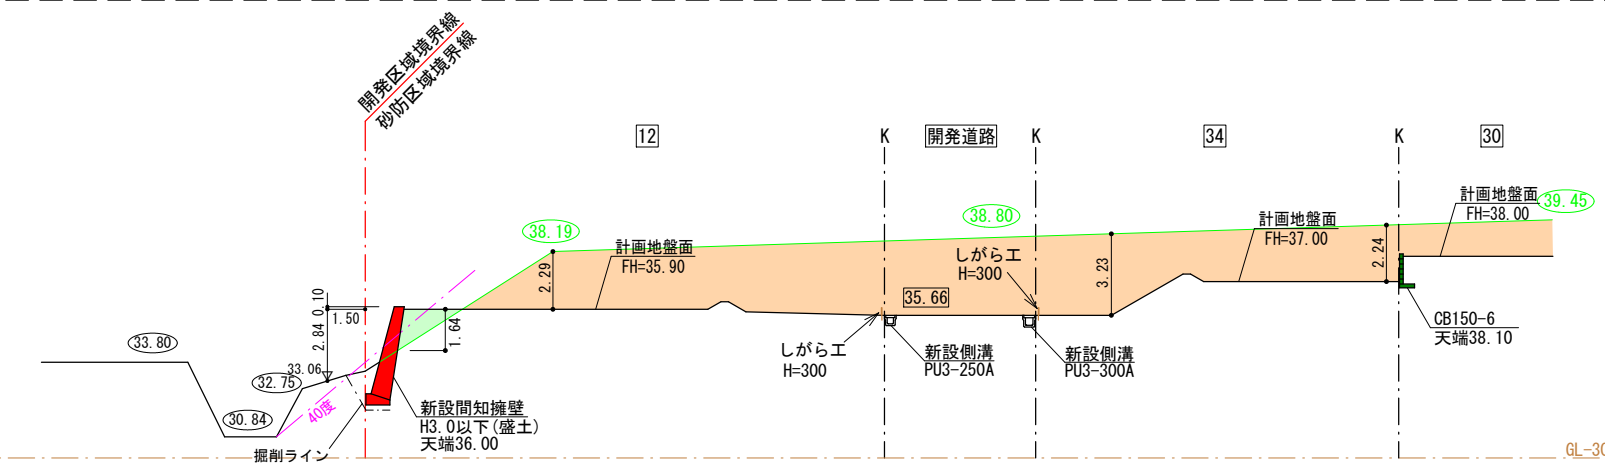 開発区域境界線
砂防区域境界線
12
K
開発道路
K
34
K
30
38.19
38.80
39.45
計画地盤面
FH=35.90
計画地盤面
FH=37.00
計画地盤面
FH=38.00
2.29
3.23
2.24
しがら工
H=300
35.66
0.10
1.50
2.84
1.64
33.80
33.06
32.75
30.84
40度
掘削ライン
新設間知擁壁
H3.0以下(盛土)
天端36.00
しがら工
H=300
新設側溝
PU3-250A
新設側溝
PU3-300A
CB150-6
天端38.10
GL-30